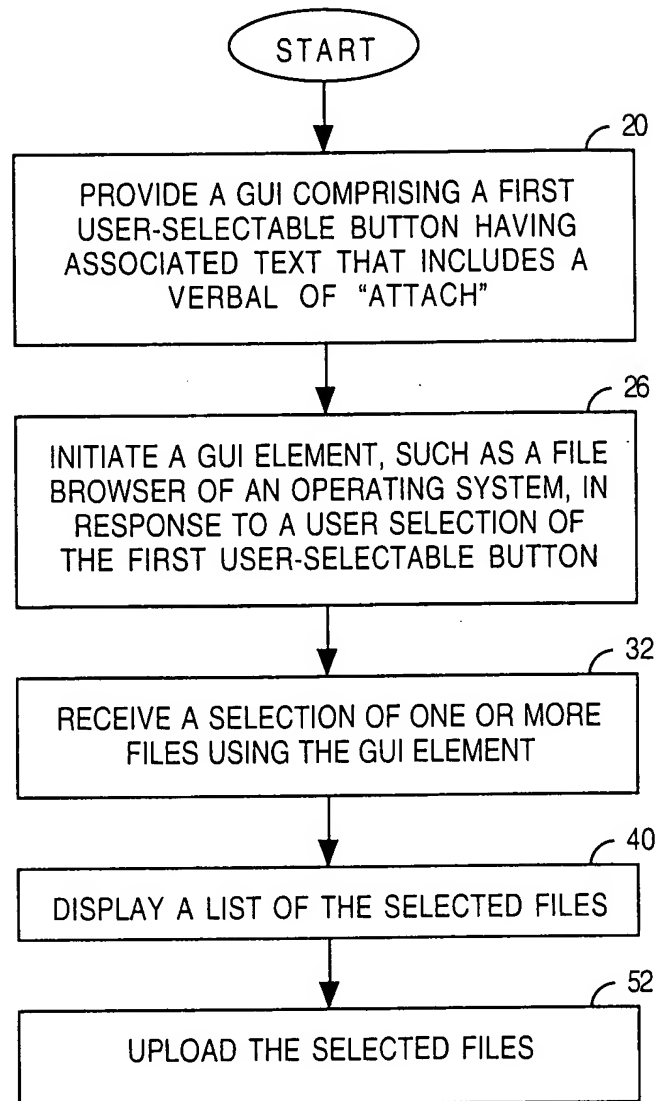 START
20
PROVIDE A GUI COMPRISING A FIRST
USER-SELECTABLE BUTTON HAVING
ASSOCIATED TEXT THAT INCLUDES A
VERBAL OF “ATTACH”
26
INITIATE A GUI ELEMENT, SUCH AS A FILE
BROWSER OF AN OPERATING SYSTEM, IN
RESPONSE TO A USER SELECTION OF
THE FIRST USER-SELECTABLE BUTTON
32
RECEIVE A SELECTION OF ONE OR MORE
FILES USING THE GUI ELEMENT
40
DISPLAY A LIST OF THE SELECTED FILES
52
UPLOAD THE SELECTED FILES